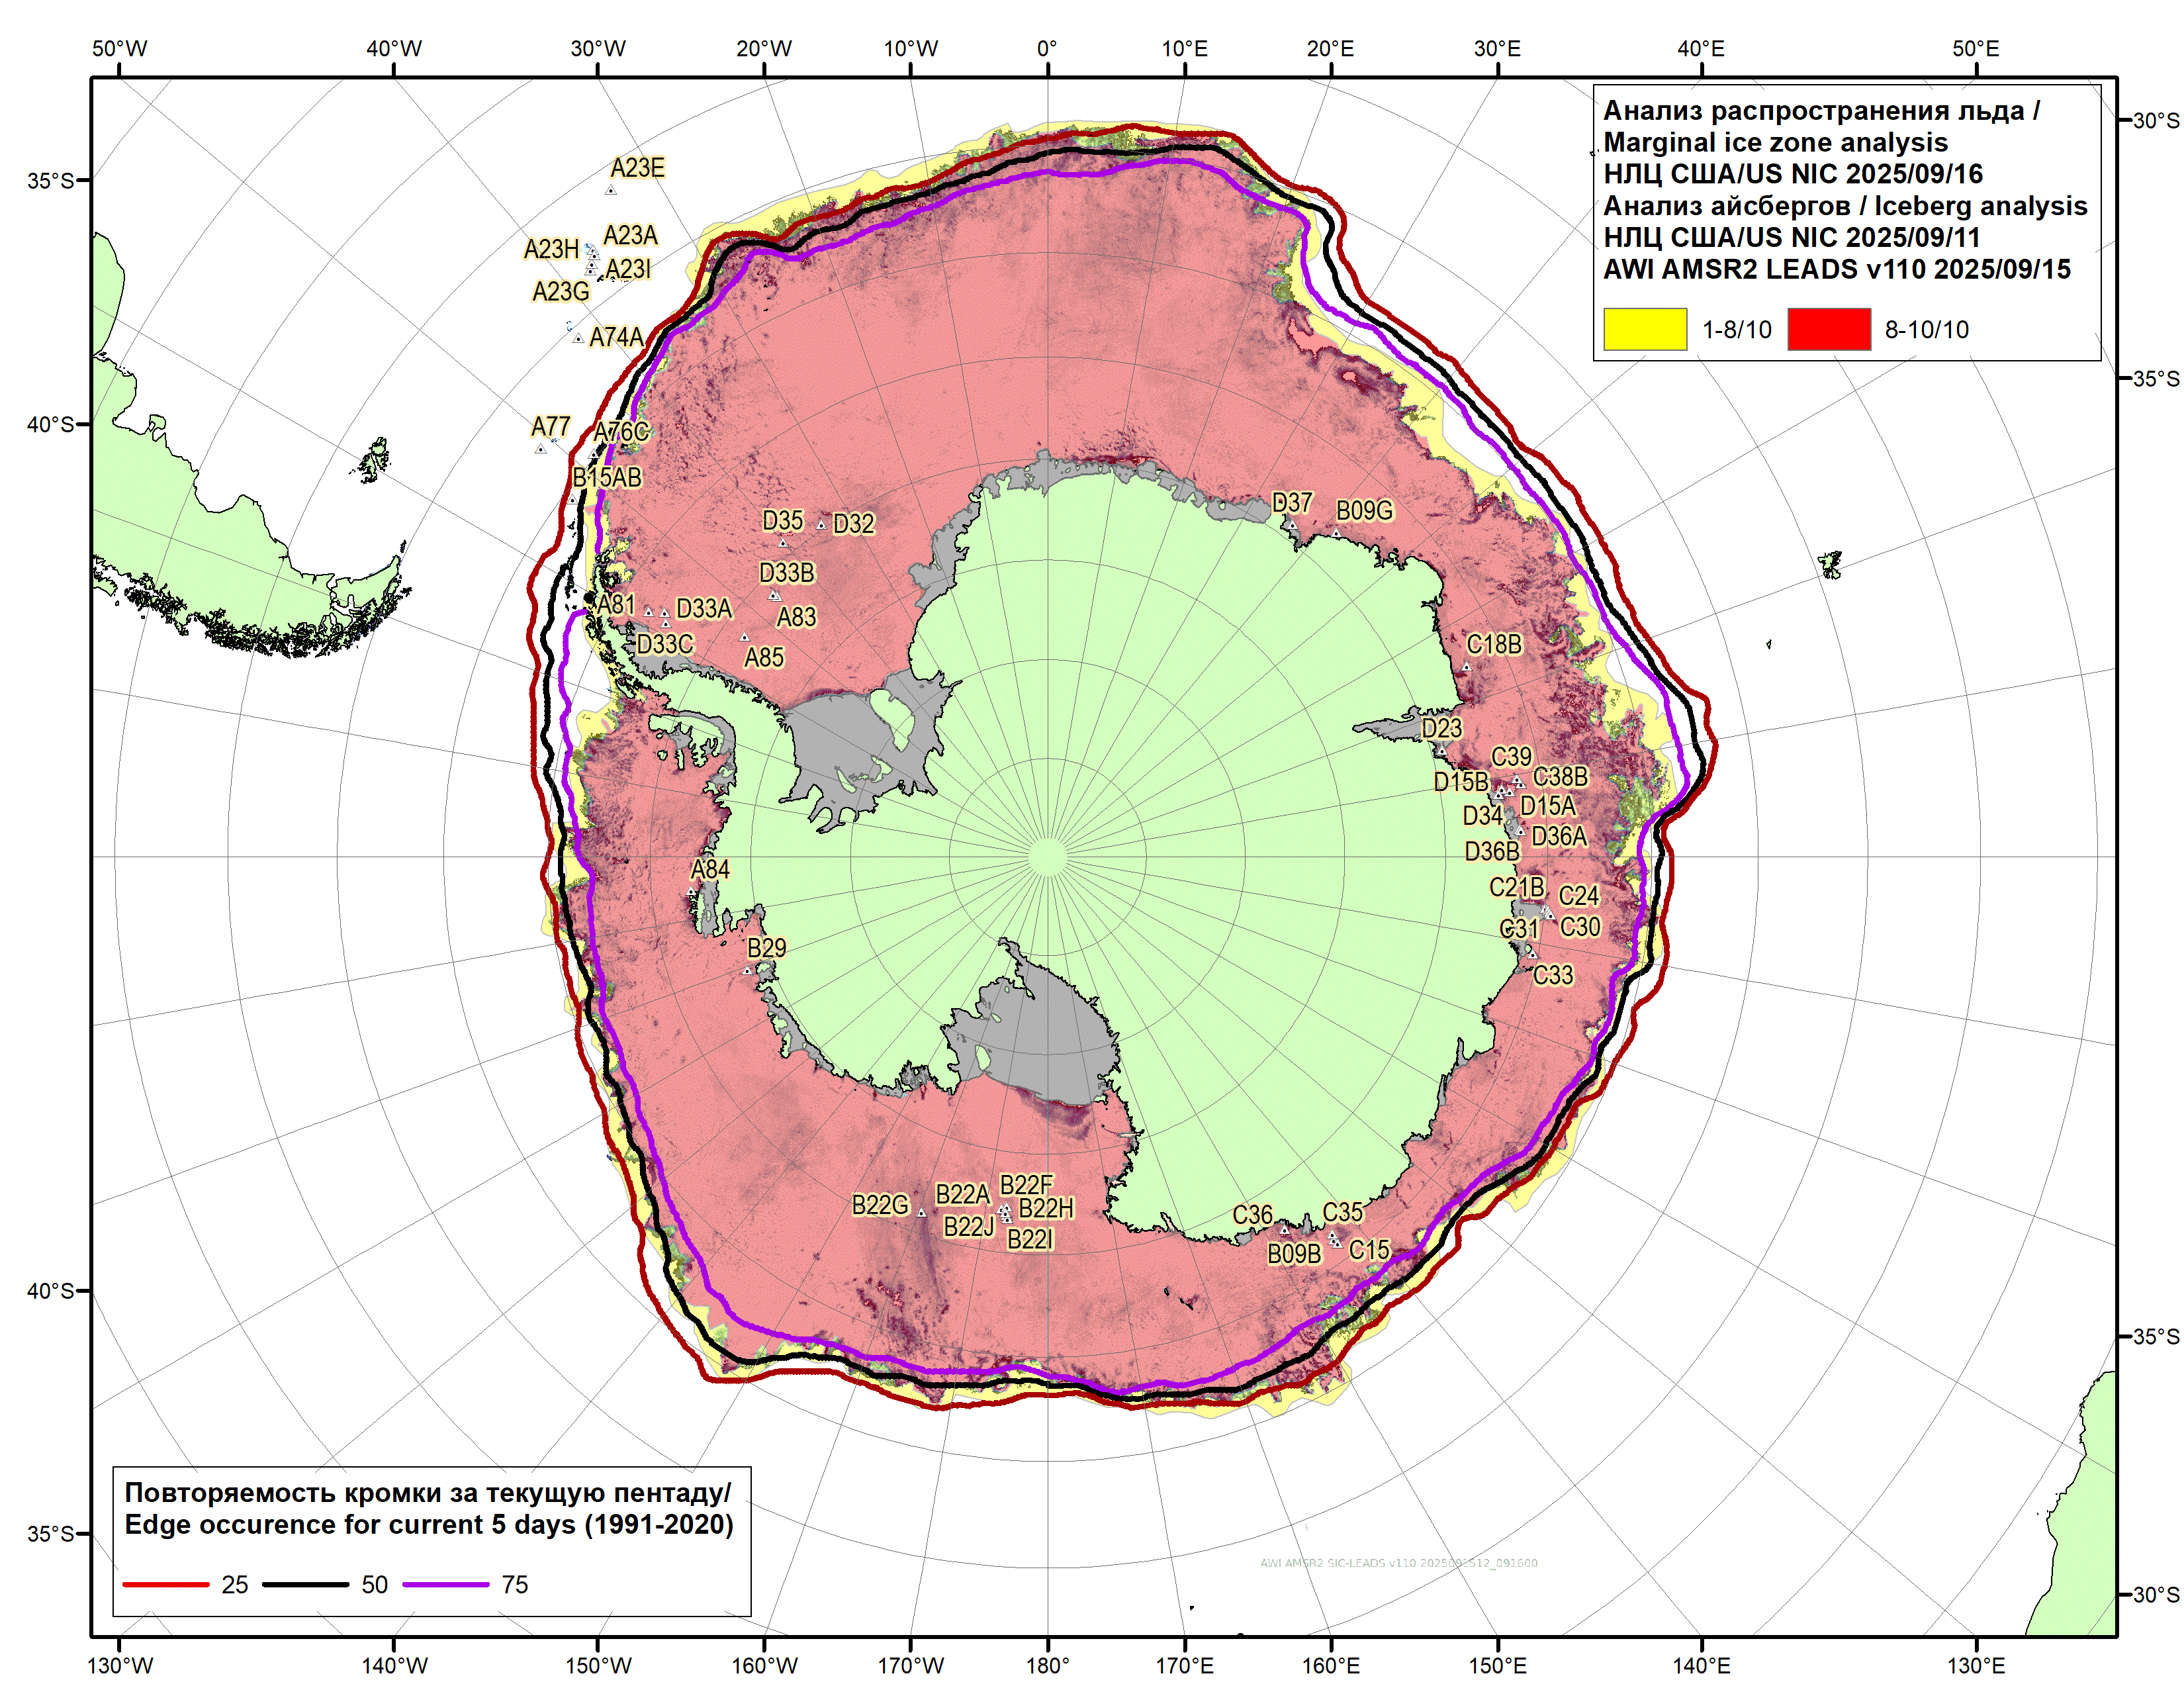 50°W 40°W 30°W 20°W 10°W 0° 10°E 20°E 30°E 40°E 50°E
Анализ распространения льда /
Marginal ice zone analysis
НЛЦ США/US NIC 2025/09/16
Анализ айсбергов / Iceberg analysis
НЛЦ США/US NIC 2025/09/11
AWI AMSR2 LEADS v110 2025/09/15
1-8/10 8-10/10
30°S
35°S
35°S
40°S
A23E
A23H A23A
A23I
A23G
A74A
A77 A76C
B15AB
D35 D32
D37 B09G
D33B
A81 D33A A83
D33C A85
C18B
D23
C39
D15B C38B
D34 D15A
D36A
D36B
A84
C21B C24
C31 C30
B29
C33
B22F
B22G B22A B22H
B22J B22I
C36 C35
B09B C15
40°S
35°S
35°S
30°S
Повторяемость кромки за текущую пентаду/
Edge occurence for current 5 days (1991-2020)
25 50 75
AWI AMSR2 SIC-LEADS v110 2025091512_091600
130°W 140°W 150°W 160°W 170°W 180° 170°E 160°E 150°E 140°E 130°E